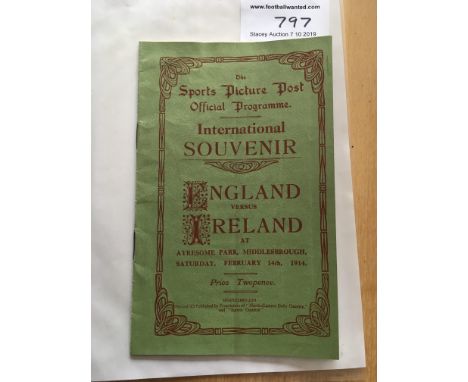 www.footballwanted.com
797
Stacey Auction 7 10 2019
The
Sports Picture Post
Official Programme.
International
SOUVENIR
ENGLAND
VERSUS
IRELAND
AT
AYRESOME PARK, MIDDLESBROUGH,
SATURDAY, FEBRUARY 14th, 1914.
Price Twopence.